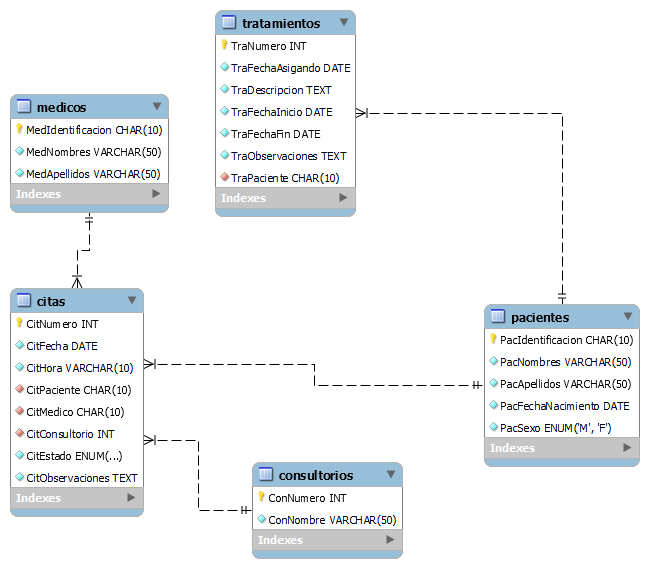 tratamientos
TraNumero INT
TraFechaAsigando DATE
TraDescripcion TEXT
TraFechaInicio DATE
TraFechaFin DATE
TraObservaciones TEXT
TraPaciente CHAR(10)
Indexes
medicos
MedIdentificacion CHAR(10)
MedNombres VARCHAR(50)
MedApellidos VARCHAR(50)
Indexes
citas
CitNumero INT
CitFecha DATE
CitHora VARCHAR(10)
CitPaciente CHAR(10)
CitMedico CHAR(10)
CitConsultorio INT
CitEstado ENUM(...)
CitObservaciones TEXT
Indexes
pacientes
PacIdentificacion CHAR(10)
PacNombres VARCHAR(50)
PacApellidos VARCHAR(50)
PacFechaNacimiento DATE
PacSexo ENUM('M', 'F')
Indexes
consultorios
ConNumero INT
ConNombre VARCHAR(50)
Indexes